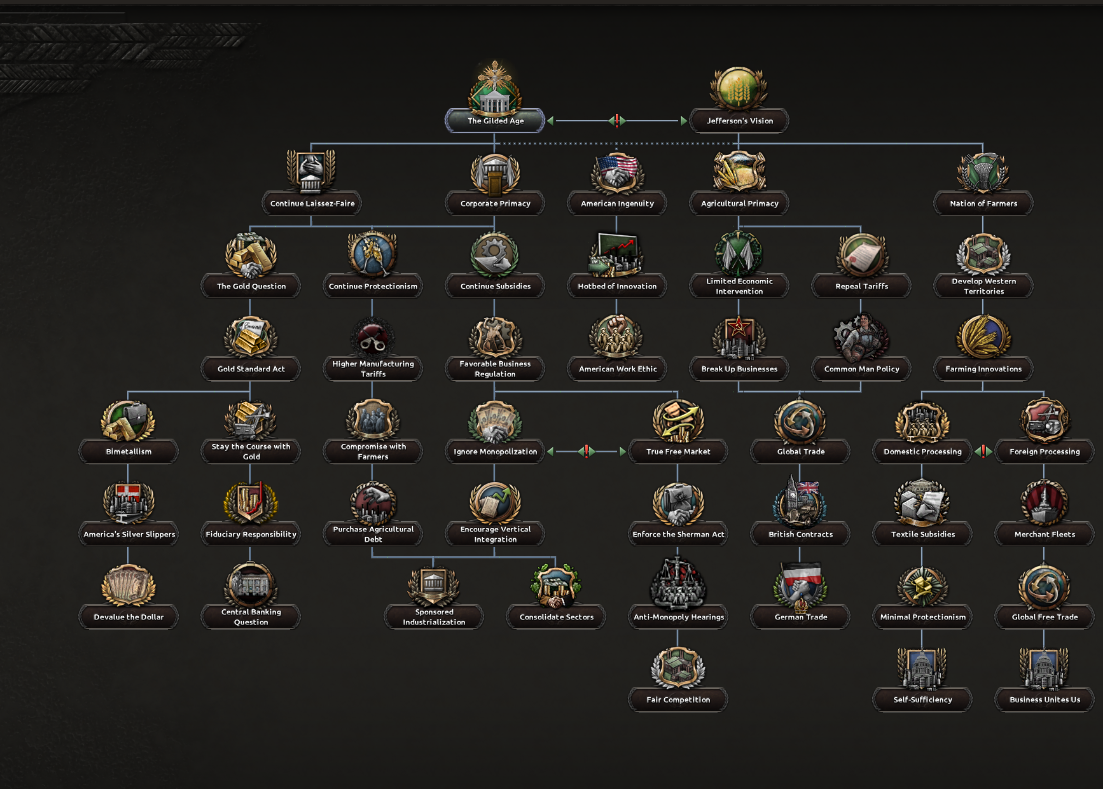 The Gilded Age
Jefferson's Vision
Continue Laissez-Faire
Corporate Primacy
American Ingenuity
Agricultural Primacy
Nation of Farmers
The Gold Question
Continue Protectionism
Continue Subsidies
Hotbed of Innovation
Limited Economic
Intervention
Repeal Tariffs
Develop Western
Territories
Gold Standard Act
Higher Manufacturing
Tariffs
Favorable Business
Regulation
American Work Ethic
Break Up Businesses
Common Man Policy
Farming Innovations
Bimetallism
Stay the Course with
Gold
Compromise with
Farmers
Ignore Monopolization
True Free Market
Global Trade
Domestic Processing
Foreign Processing
America's Silver Slippers
Fiduciary Responsibility
Purchase Agricultural
Debt
Encourage Vertical
Integration
Enforce the Sherman Act
British Contracts
Textile Subsidies
Merchant Fleets
Devalue the Dollar
Central Banking
Question
Sponsored
Industrialization
Consolidate Sectors
Anti-Monopoly Hearings
German Trade
Minimal Protectionism
Global Free Trade
Fair Competition
Self-Sufficiency
Business Unites Us